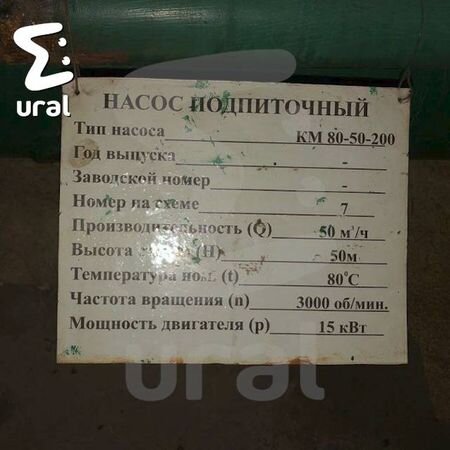 ural
НАСОС ПОДПИТОЧНЫЙ
Тип насоса КМ 80-50-200
Год выпуска -
Заводской номер -
Номер на схеме 7
Производительность (Q) 50 м³/ч
Высота (H) 50м
Температура (t) 80°С
Частота вращения (n) 3000 об/мин.
Мощность двигателя (p) 15 кВт
ural